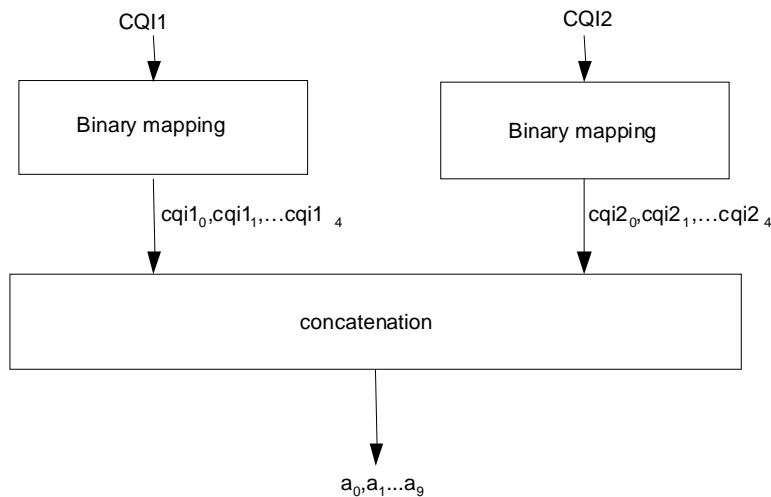 CQI1
CQI2
Binary mapping
Binary mapping
cqi1₀,cqi1₁,…cqi1 ₄
cqi2₀,cqi2₁,…cqi2 ₄
concatenation
a₀,a₁...a₉